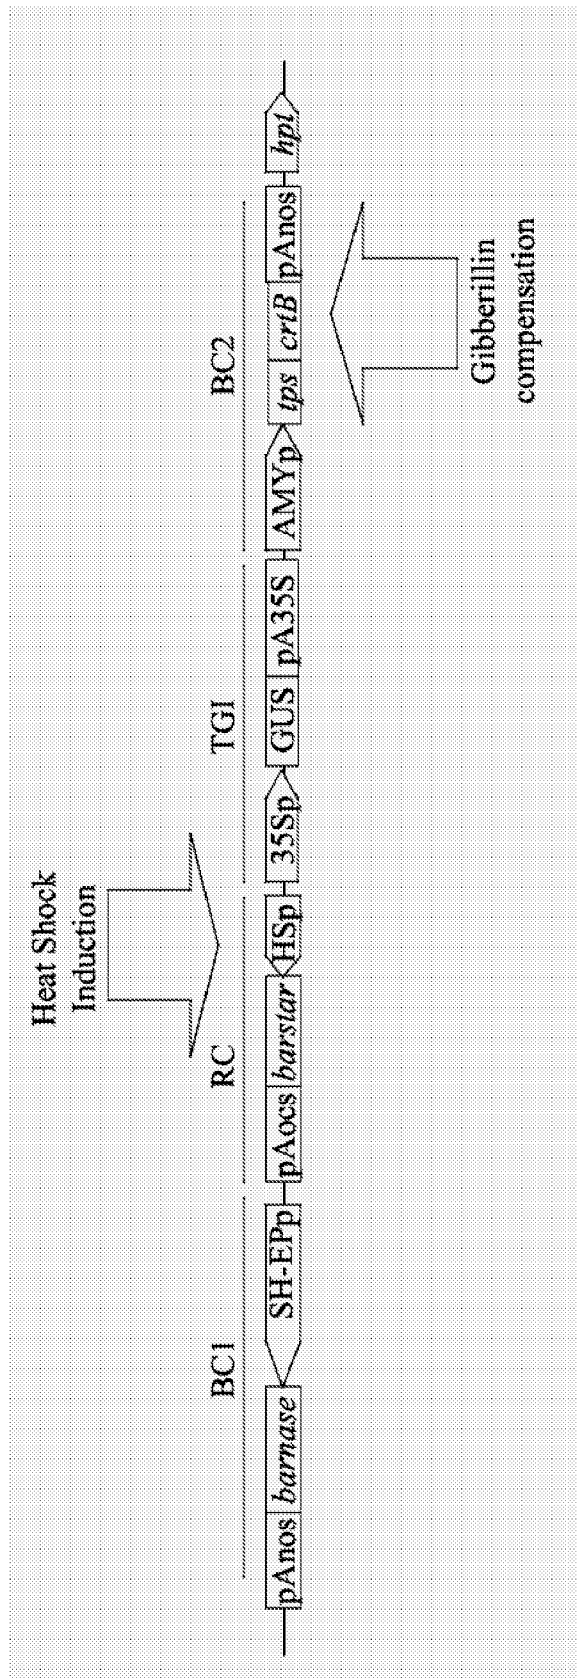 Heat Shock
Induction
BC1 RC TGI BC2
pAnos barnase SH-EPp pAocs barstar HSp 35Sp GUS pA35S AMYp tps crtB pAnos hpt
Gibberillin
compensation